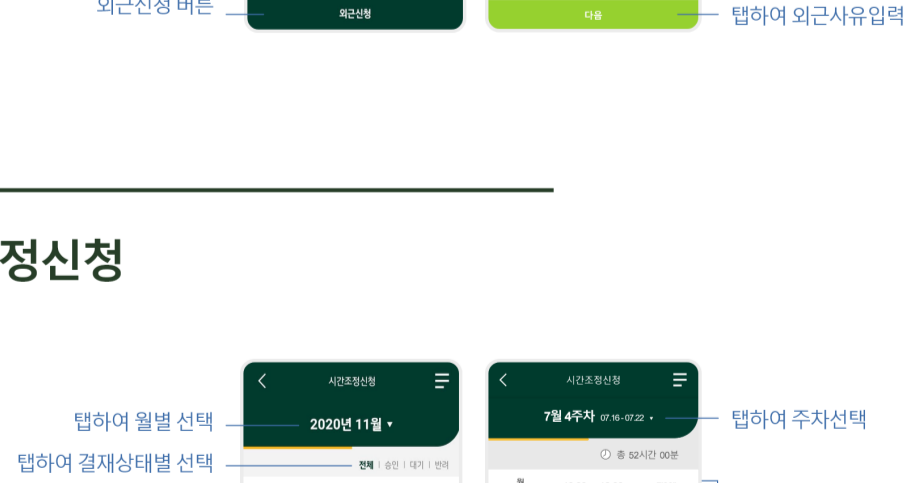 외근신청 버튼
외근신청
다음
탭하여 외근사유입력
정신청
시간조정신청
시간조정신청
탭하여 월별 선택
2020년 11월 ▾
7월 4주차 07.16 - 07.22 ▾
탭하여 주차선택
탭하여 결재상태별 선택
전체 | 승인 | 대기 | 반려
총 52시간 00분
월